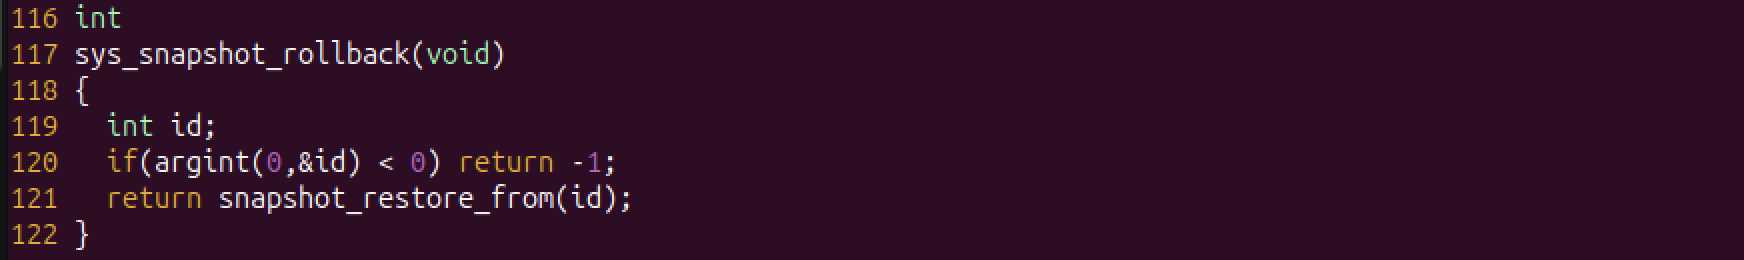 116 int
117 sys_snapshot_rollback(void)
118 {
119   int id;
120   if(argint(0,&id) < 0) return -1;
121   return snapshot_restore_from(id);
122 }